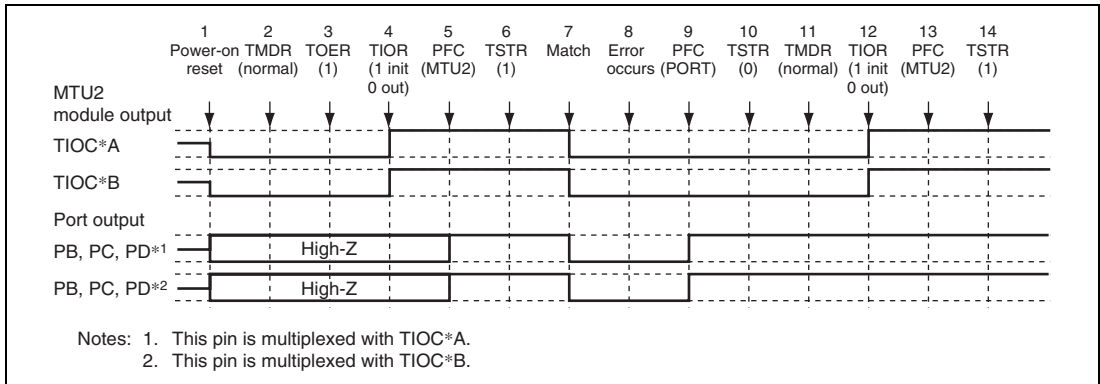 1 2 3 4 5 6 7 8 9 10 11 12 13 14
Power-on TMDR TOER TIOR PFC TSTR Match Error PFC TSTR TMDR TIOR PFC TSTR
reset (normal) (1) (1 init (MTU2) (1) occurs (PORT) (0) (normal) (1 init (MTU2) (1)
0 out) 0 out)
MTU2
module output
TIOC*A
TIOC*B
Port output
PB, PC, PD*1 High-Z
PB, PC, PD*2 High-Z
Notes: 1. This pin is multiplexed with TIOC*A.
2. This pin is multiplexed with TIOC*B.